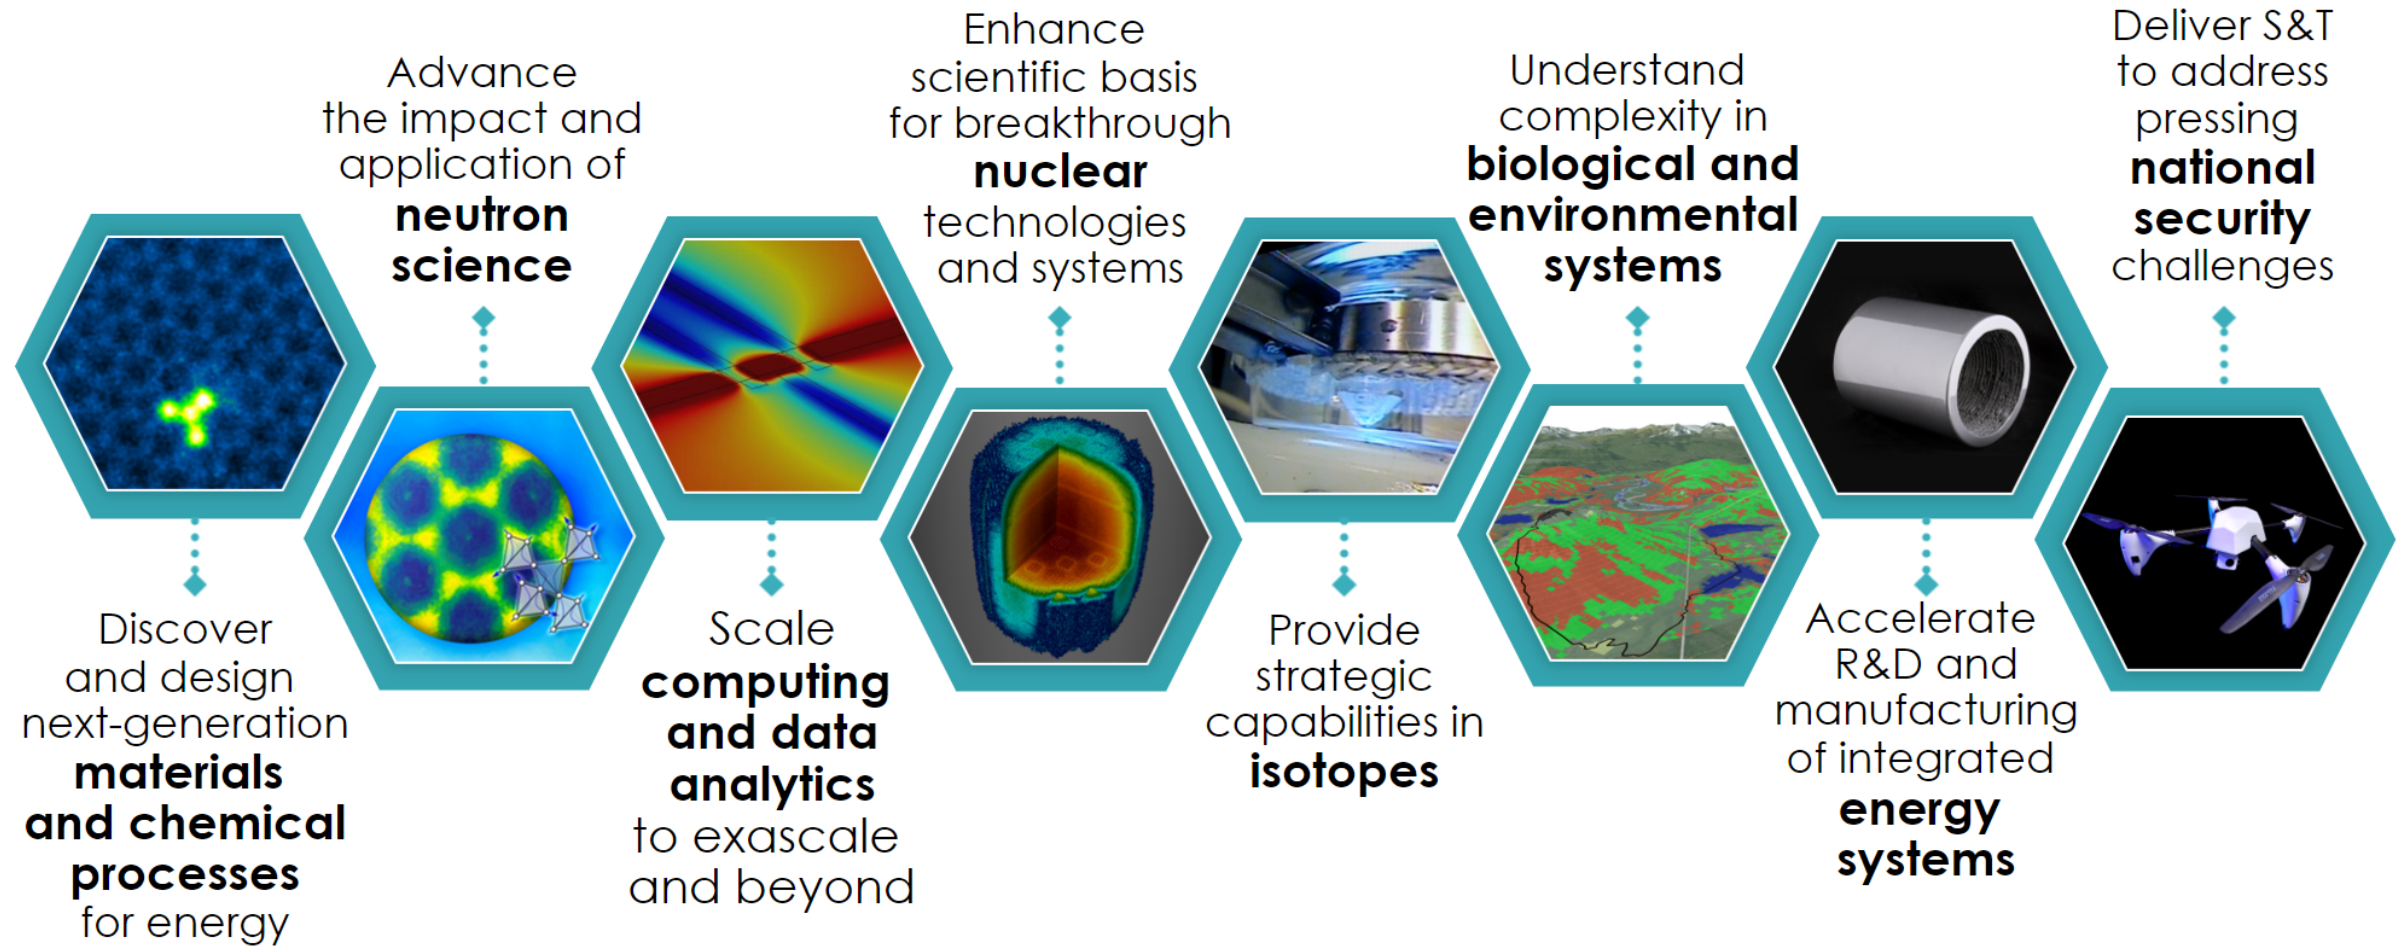 Discover
and design
next-generation
materials
and chemical
processes
for energy
Advance
the impact and
application of
neutron
science
Scale
computing
and data
analytics
to exascale
and beyond
Enhance
scientific basis
for breakthrough
nuclear
technologies
and systems
Provide
strategic
capabilities in
isotopes
Understand
complexity in
biological and
environmental
systems
Accelerate
R&D and
manufacturing
of integrated
energy
systems
Deliver S&T
to address
pressing
national
security
challenges